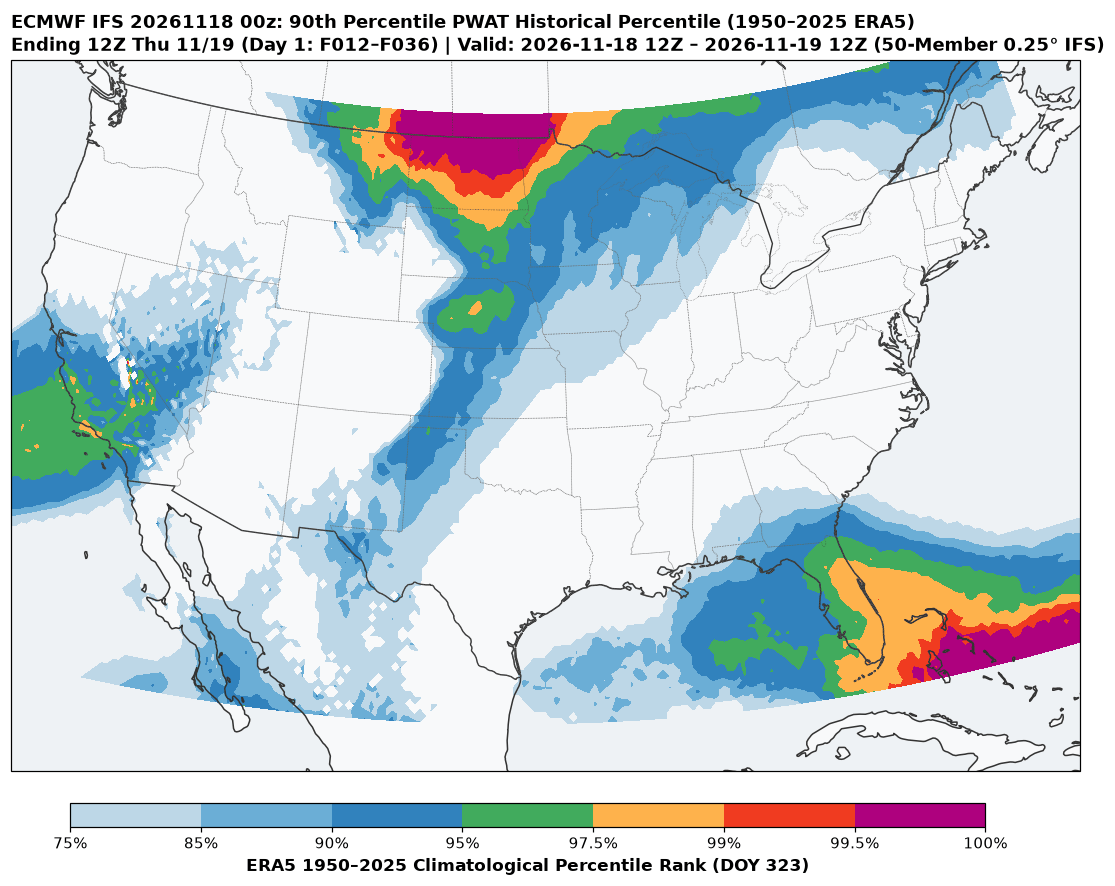 ECMWF IFS 20261118 00z: 90th Percentile PWAT Historical Percentile (1950–2025 ERA5)
Ending 12Z Thu 11/19 (Day 1: F012–F036) | Valid: 2026-11-18 12Z – 2026-11-19 12Z (50-Member 0.25° IFS)
75% 85% 90% 95% 97.5% 99% 99.5% 100%
ERA5 1950–2025 Climatological Percentile Rank (DOY 323)